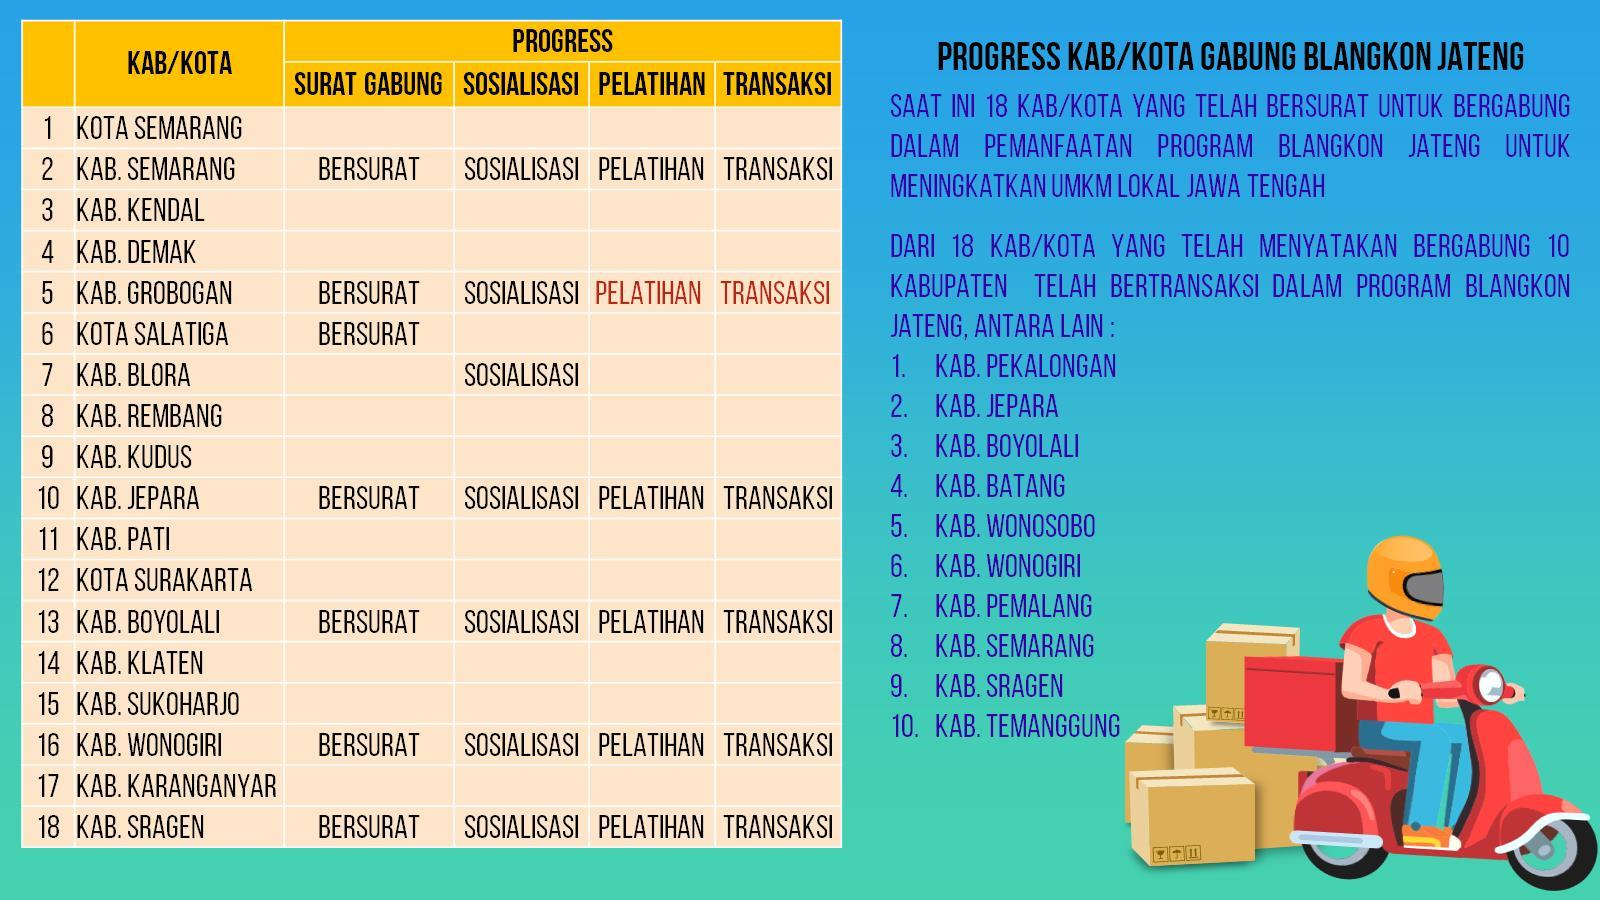 KAB/KOTA
PROGRESS
SURAT GABUNG SOSIALISASI PELATIHAN TRANSAKSI
1 KOTA SEMARANG
2 KAB. SEMARANG BERSURAT SOSIALISASI PELATIHAN TRANSAKSI
3 KAB. KENDAL
4 KAB. DEMAK
5 KAB. GROBOGAN BERSURAT SOSIALISASI PELATIHAN TRANSAKSI
6 KOTA SALATIGA BERSURAT
7 KAB. BLORA SOSIALISASI
8 KAB. REMBANG
9 KAB. KUDUS
10 KAB. JEPARA BERSURAT SOSIALISASI PELATIHAN TRANSAKSI
11 KAB. PATI
12 KOTA SURAKARTA
13 KAB. BOYOLALI BERSURAT SOSIALISASI PELATIHAN TRANSAKSI
14 KAB. KLATEN
15 KAB. SUKOHARJO
16 KAB. WONOGIRI BERSURAT SOSIALISASI PELATIHAN TRANSAKSI
17 KAB. KARANGANYAR
18 KAB. SRAGEN BERSURAT SOSIALISASI PELATIHAN TRANSAKSI
PROGRESS KAB/KOTA GABUNG BLANGKON JATENG
SAAT INI 18 KAB/KOTA YANG TELAH BERSURAT UNTUK BERGABUNG
DALAM PEMANFAATAN PROGRAM BLANGKON JATENG UNTUK
MENINGKATKAN UMKM LOKAL JAWA TENGAH
DARI 18 KAB/KOTA YANG TELAH MENYATAKAN BERGABUNG 10
KABUPATEN TELAH BERTRANSAKSI DALAM PROGRAM BLANGKON
JATENG, ANTARA LAIN :
1. KAB. PEKALONGAN
2. KAB. JEPARA
3. KAB. BOYOLALI
4. KAB. BATANG
5. KAB. WONOSOBO
6. KAB. WONOGIRI
7. KAB. PEMALANG
8. KAB. SEMARANG
9. KAB. SRAGEN
10. KAB. TEMANGGUNG